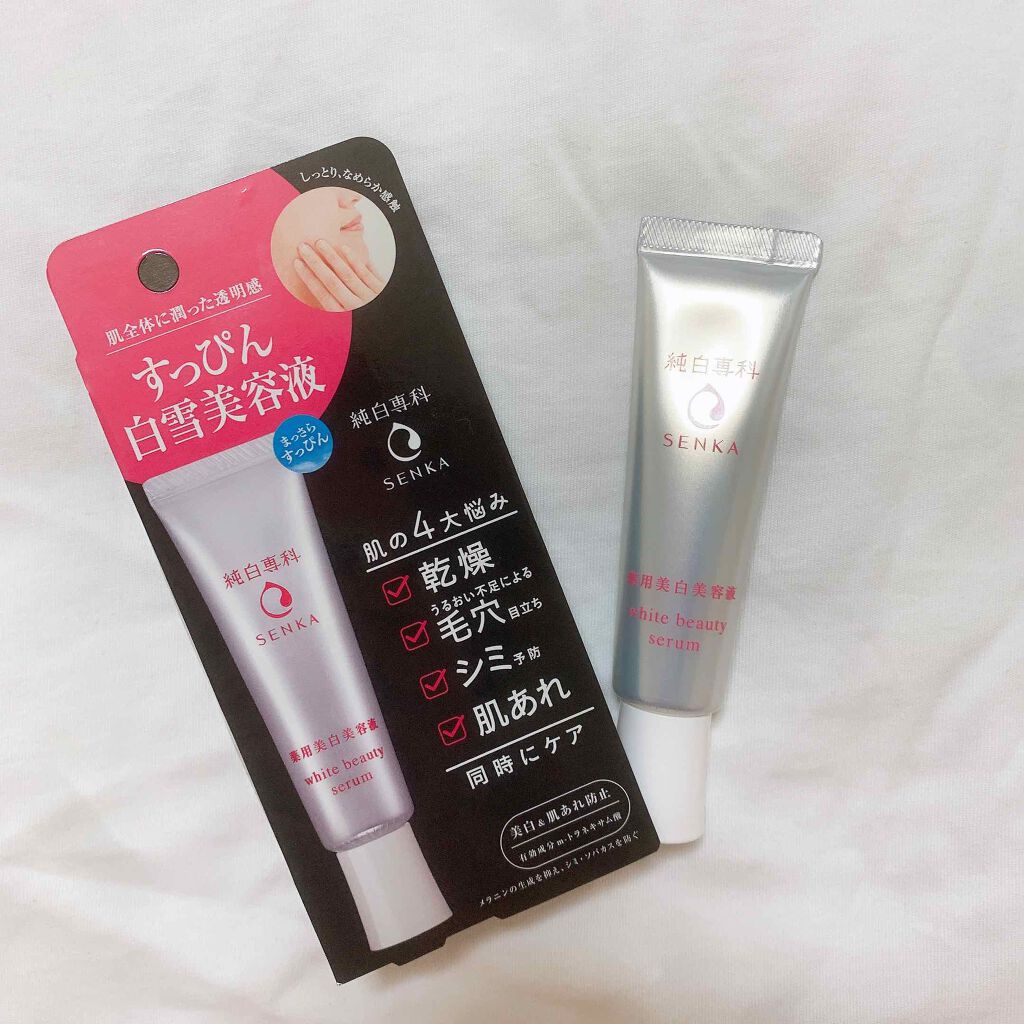 しっとり、なめらか感触
肌全体に潤った透明感
すっぴん
白雪美容液
まっさら
すっぴん
純白専科
SENKA
肌の4大悩み
乾燥
うるおい不足による
毛穴目立ち
シミ予防
肌あれ
同時にケア
美白&肌あれ防止
有効成分m-トラネキサム酸
メラニンの生成を抑え、シミ・ソバカスを防ぐ
純白専科
SENKA
薬用美白美容液
white beauty
serum
純白専科
SENKA
薬用美白美容液
white beauty
serum